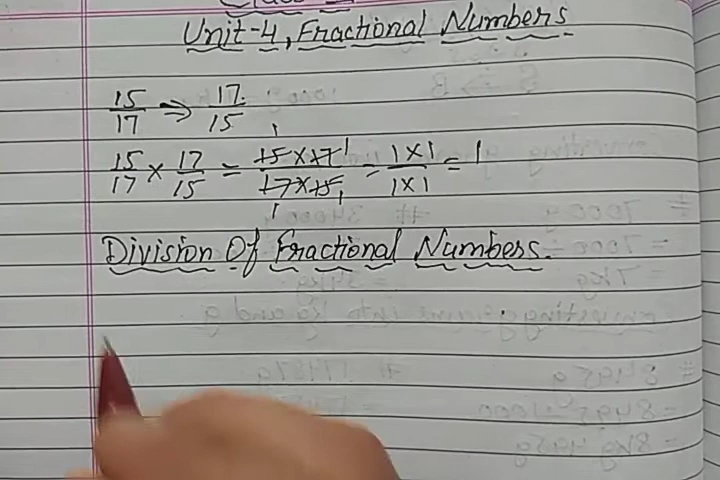 Unit-4, Fractional Numbers
15/17 ⇒ 17/15
15/17 × 17/15 = 15×17/17×15 = 1×1/1×1 = 1
Division Of Fractional Numbers.